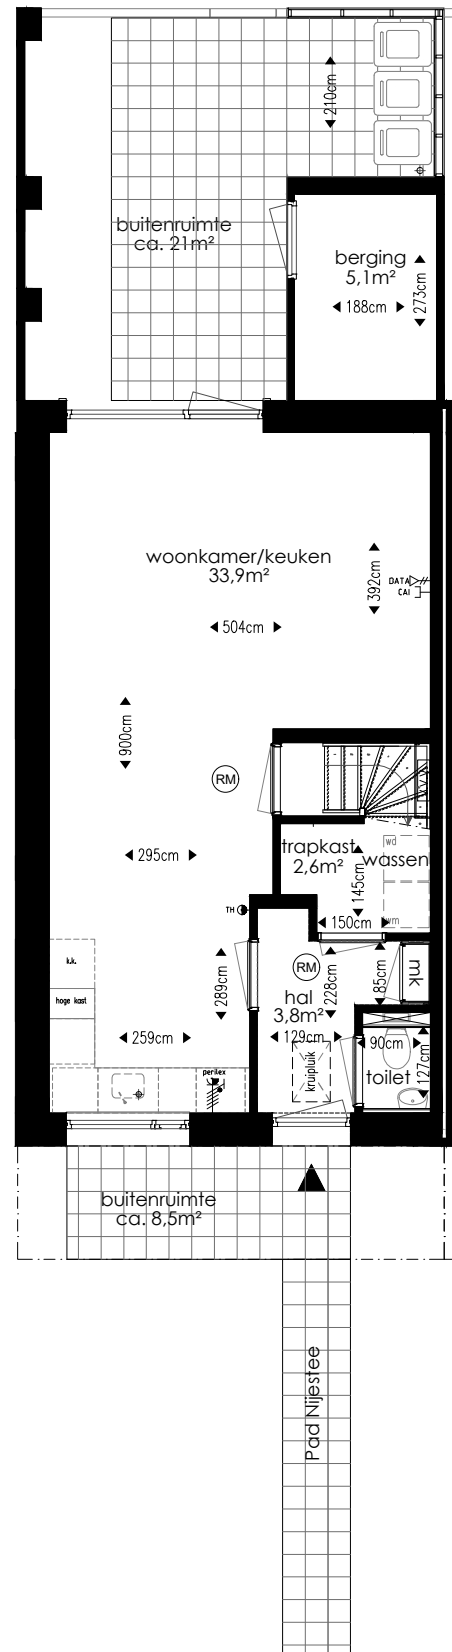 210cm
buitenruimte
ca. 21m²
berging
5,1m²
188cm
273cm
woonkamer/keuken
33,9m²
392cm
DATA
CAI
504cm
900cm
RM
trapkast
2,6m²
wd
wassen
145cm
295cm
wm
150cm
TH
k.k.
hoge kast
289cm
RM
228cm
85cm
mk
hal
3,8m²
259cm
129cm
90cm
kruipluik
perilex
toilet
127cm
buitenruimte
ca. 8,5m²
Pad Nijestee